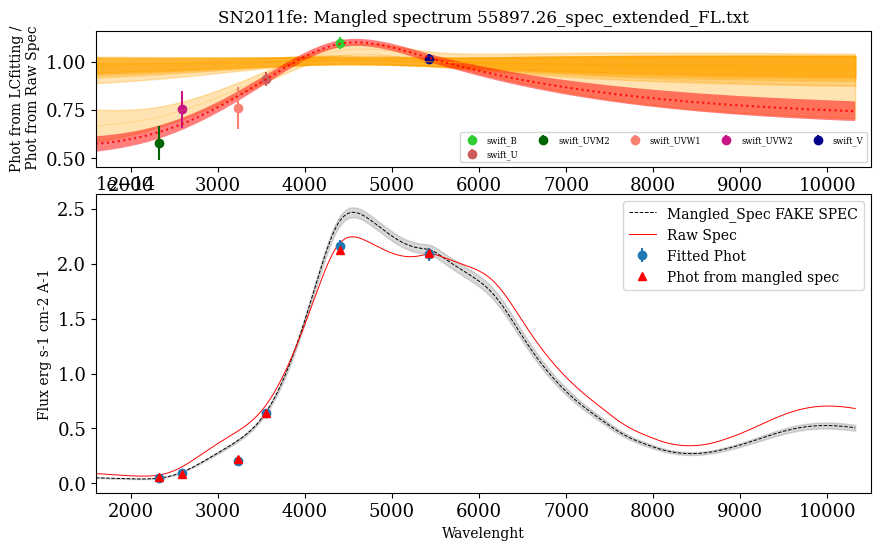 SN2011fe: Mangled spectrum 55897.26_spec_extended_FL.txt
Phot from LCfitting /
Phot from Raw Spec
1.00
0.75
0.50
swift_B
swift_UVM2
swift_UVW1
swift_UVW2
swift_V
swift_U
2000 3000 4000 5000 6000 7000 8000 9000 10000
Flux erg s-1 cm-2 A-1
2.5
2.0
1.5
1.0
0.5
0.0
Mangled_Spec FAKE SPEC
Raw Spec
Fitted Phot
Phot from mangled spec
2000 3000 4000 5000 6000 7000 8000 9000 10000
Wavelenght